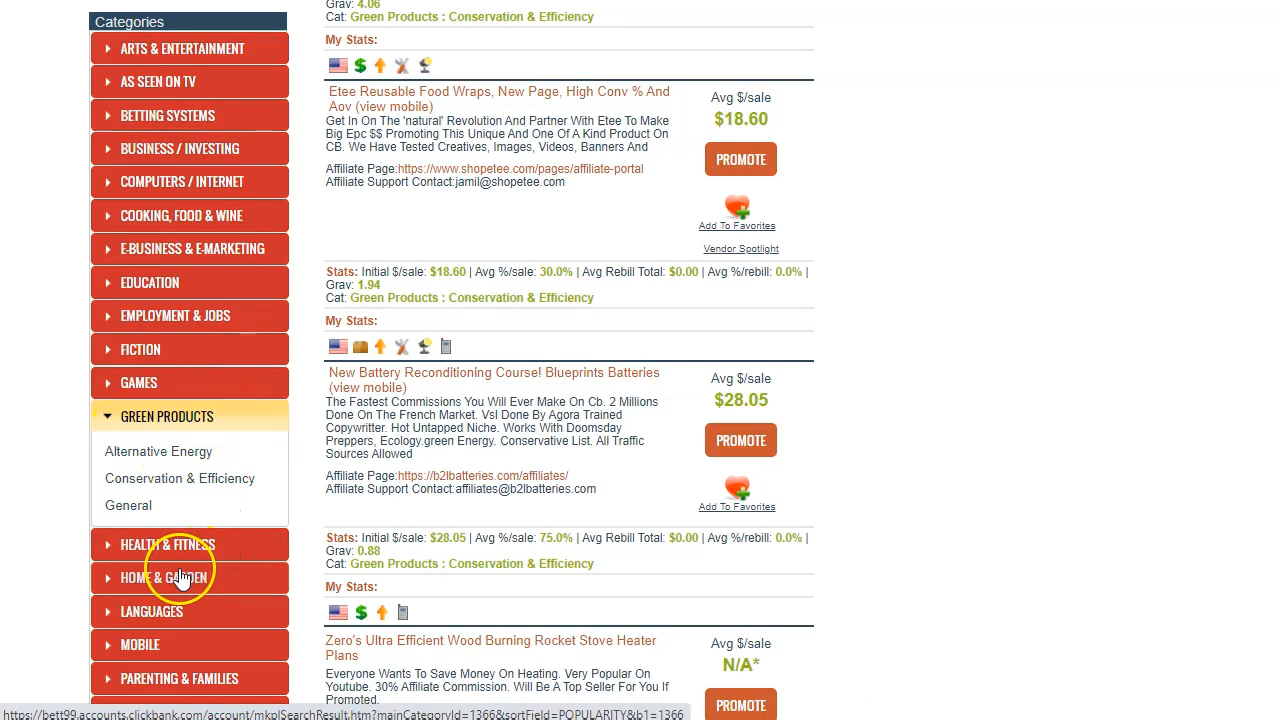 Categories
ARTS & ENTERTAINMENT
AS SEEN ON TV
BETTING SYSTEMS
BUSINESS / INVESTING
COMPUTERS / INTERNET
COOKING, FOOD & WINE
E-BUSINESS & E-MARKETING
EDUCATION
EMPLOYMENT & JOBS
FICTION
GAMES
GREEN PRODUCTS
Alternative Energy
Conservation & Efficiency
General
HEALTH & FITNESS
HOME & GARDEN
LANGUAGES
MOBILE
PARENTING & FAMILIES
Grav: 4.06
Cat: Green Products : Conservation & Efficiency
My Stats:
Etee Reusable Food Wraps, New Page, High Conv % And
Aov (view mobile)
Get In On The 'natural' Revolution And Partner With Etee To Make
Big Epc $$ Promoting This Unique And One Of A Kind Product On
CB. We Have Tested Creatives, Images, Videos, Banners And
Affiliate Page:https://www.shopetee.com/pages/affiliate-portal
Affiliate Support Contact:jamil@shopetee.com
Avg $/sale
$18.60
PROMOTE
Add To Favorites
Vendor Spotlight
Stats: Initial $/sale: $18.60 | Avg %/sale: 30.0% | Avg Rebill Total: $0.00 | Avg %/rebill: 0.0% |
Grav: 1.94
Cat: Green Products : Conservation & Efficiency
My Stats:
New Battery Reconditioning Course! Blueprints Batteries
(view mobile)
The Fastest Commissions You Will Ever Make On Cb. 2 Millions
Done On The French Market. Vsl Done By Agora Trained
Copywritter. Hot Untapped Niche. Works With Doomsday
Preppers, Ecology.green Energy. Conservative List. All Traffic
Sources Allowed
Affiliate Page:https://b2lbatteries.com/affiliates/
Affiliate Support Contact:affiliates@b2lbatteries.com
Avg $/sale
$28.05
PROMOTE
Add To Favorites
Stats: Initial $/sale: $28.05 | Avg %/sale: 75.0% | Avg Rebill Total: $0.00 | Avg %/rebill: 0.0% |
Grav: 0.88
Cat: Green Products : Conservation & Efficiency
My Stats:
Zero's Ultra Efficient Wood Burning Rocket Stove Heater
Plans
Everyone Wants To Save Money On Heating. Very Popular On
Youtube. 30% Affiliate Commission. Will Be A Top Seller For You If
Promoted.
Avg $/sale
N/A*
PROMOTE
https://bett99.accounts.clickbank.com/account/mkplSearchResult.htm?mainCategoryId=1366&sortField=POPULARITY&b1=1366